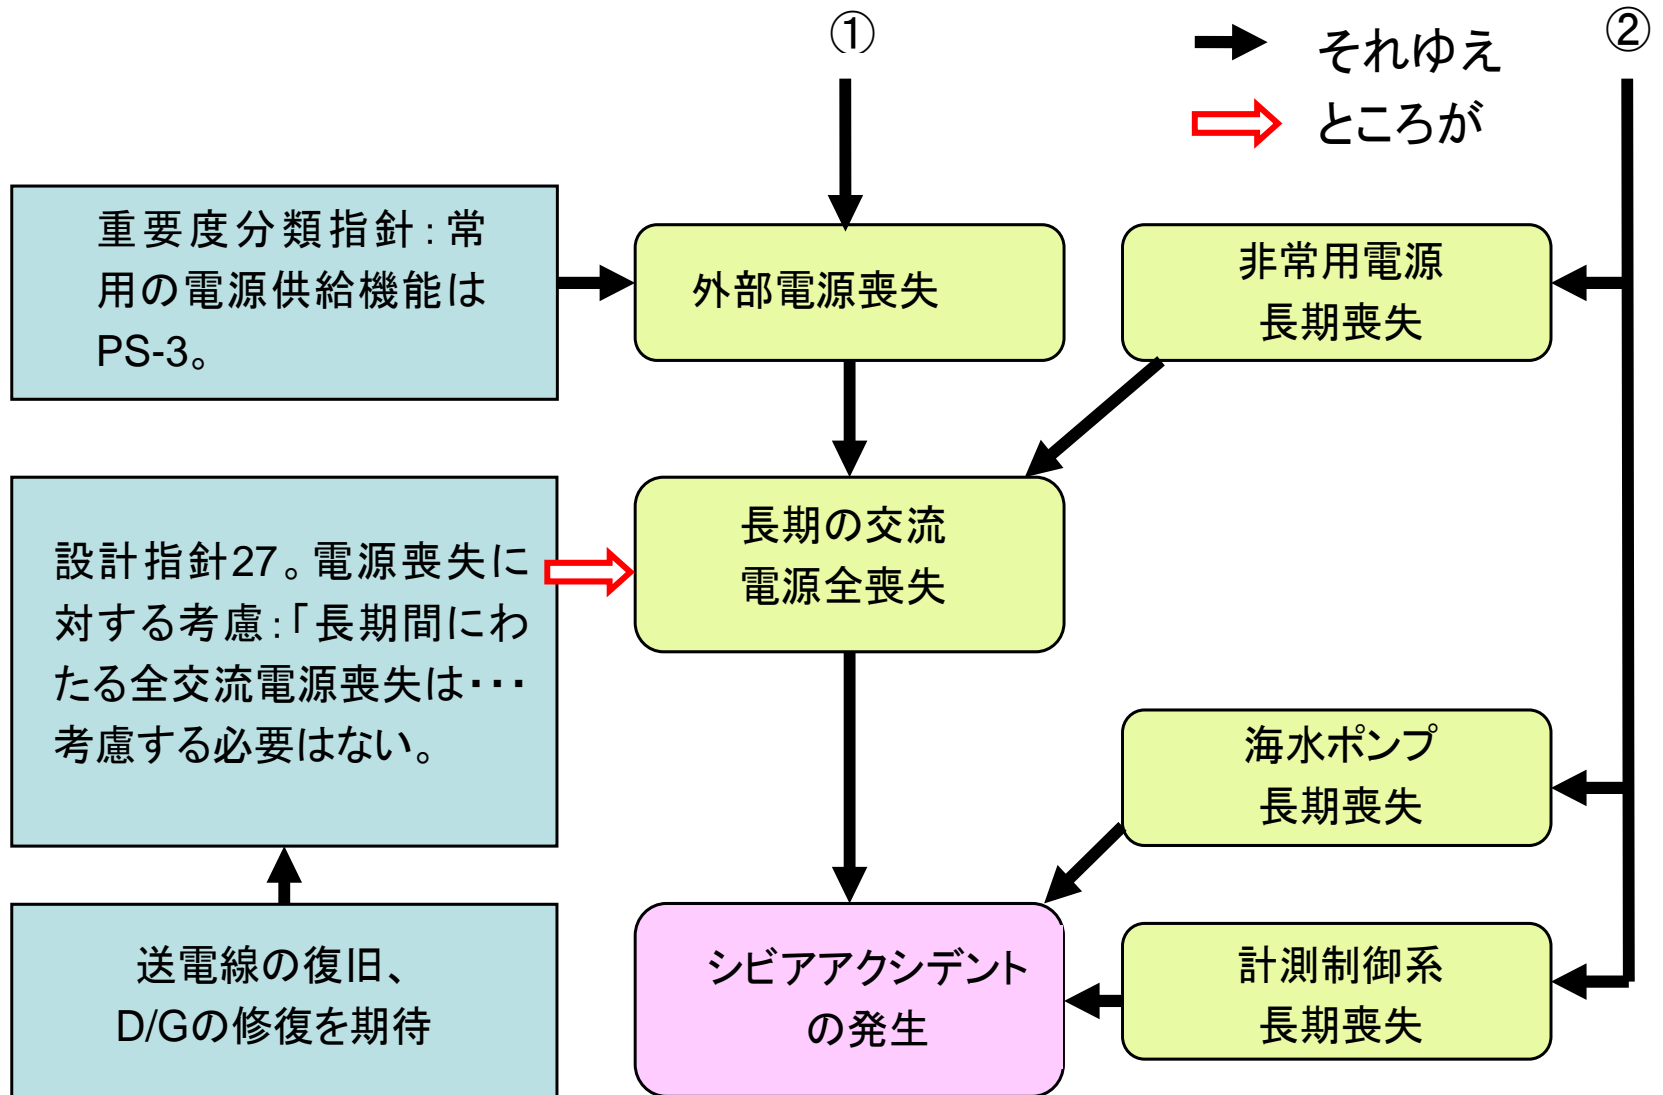 ①
②
それゆえ
ところが
重要度分類指針：常
用の電源供給機能は
PS-3。
外部電源喪失
非常用電源
長期喪失
設計指針27。電源喪失に
対する考慮：「長期間にわ
たる全交流電源喪失は・・・
考慮する必要はない。
長期の交流
電源全喪失
海水ポンプ
長期喪失
送電線の復旧、
D/Gの修復を期待
シビアアクシデント
の発生
計測制御系
長期喪失